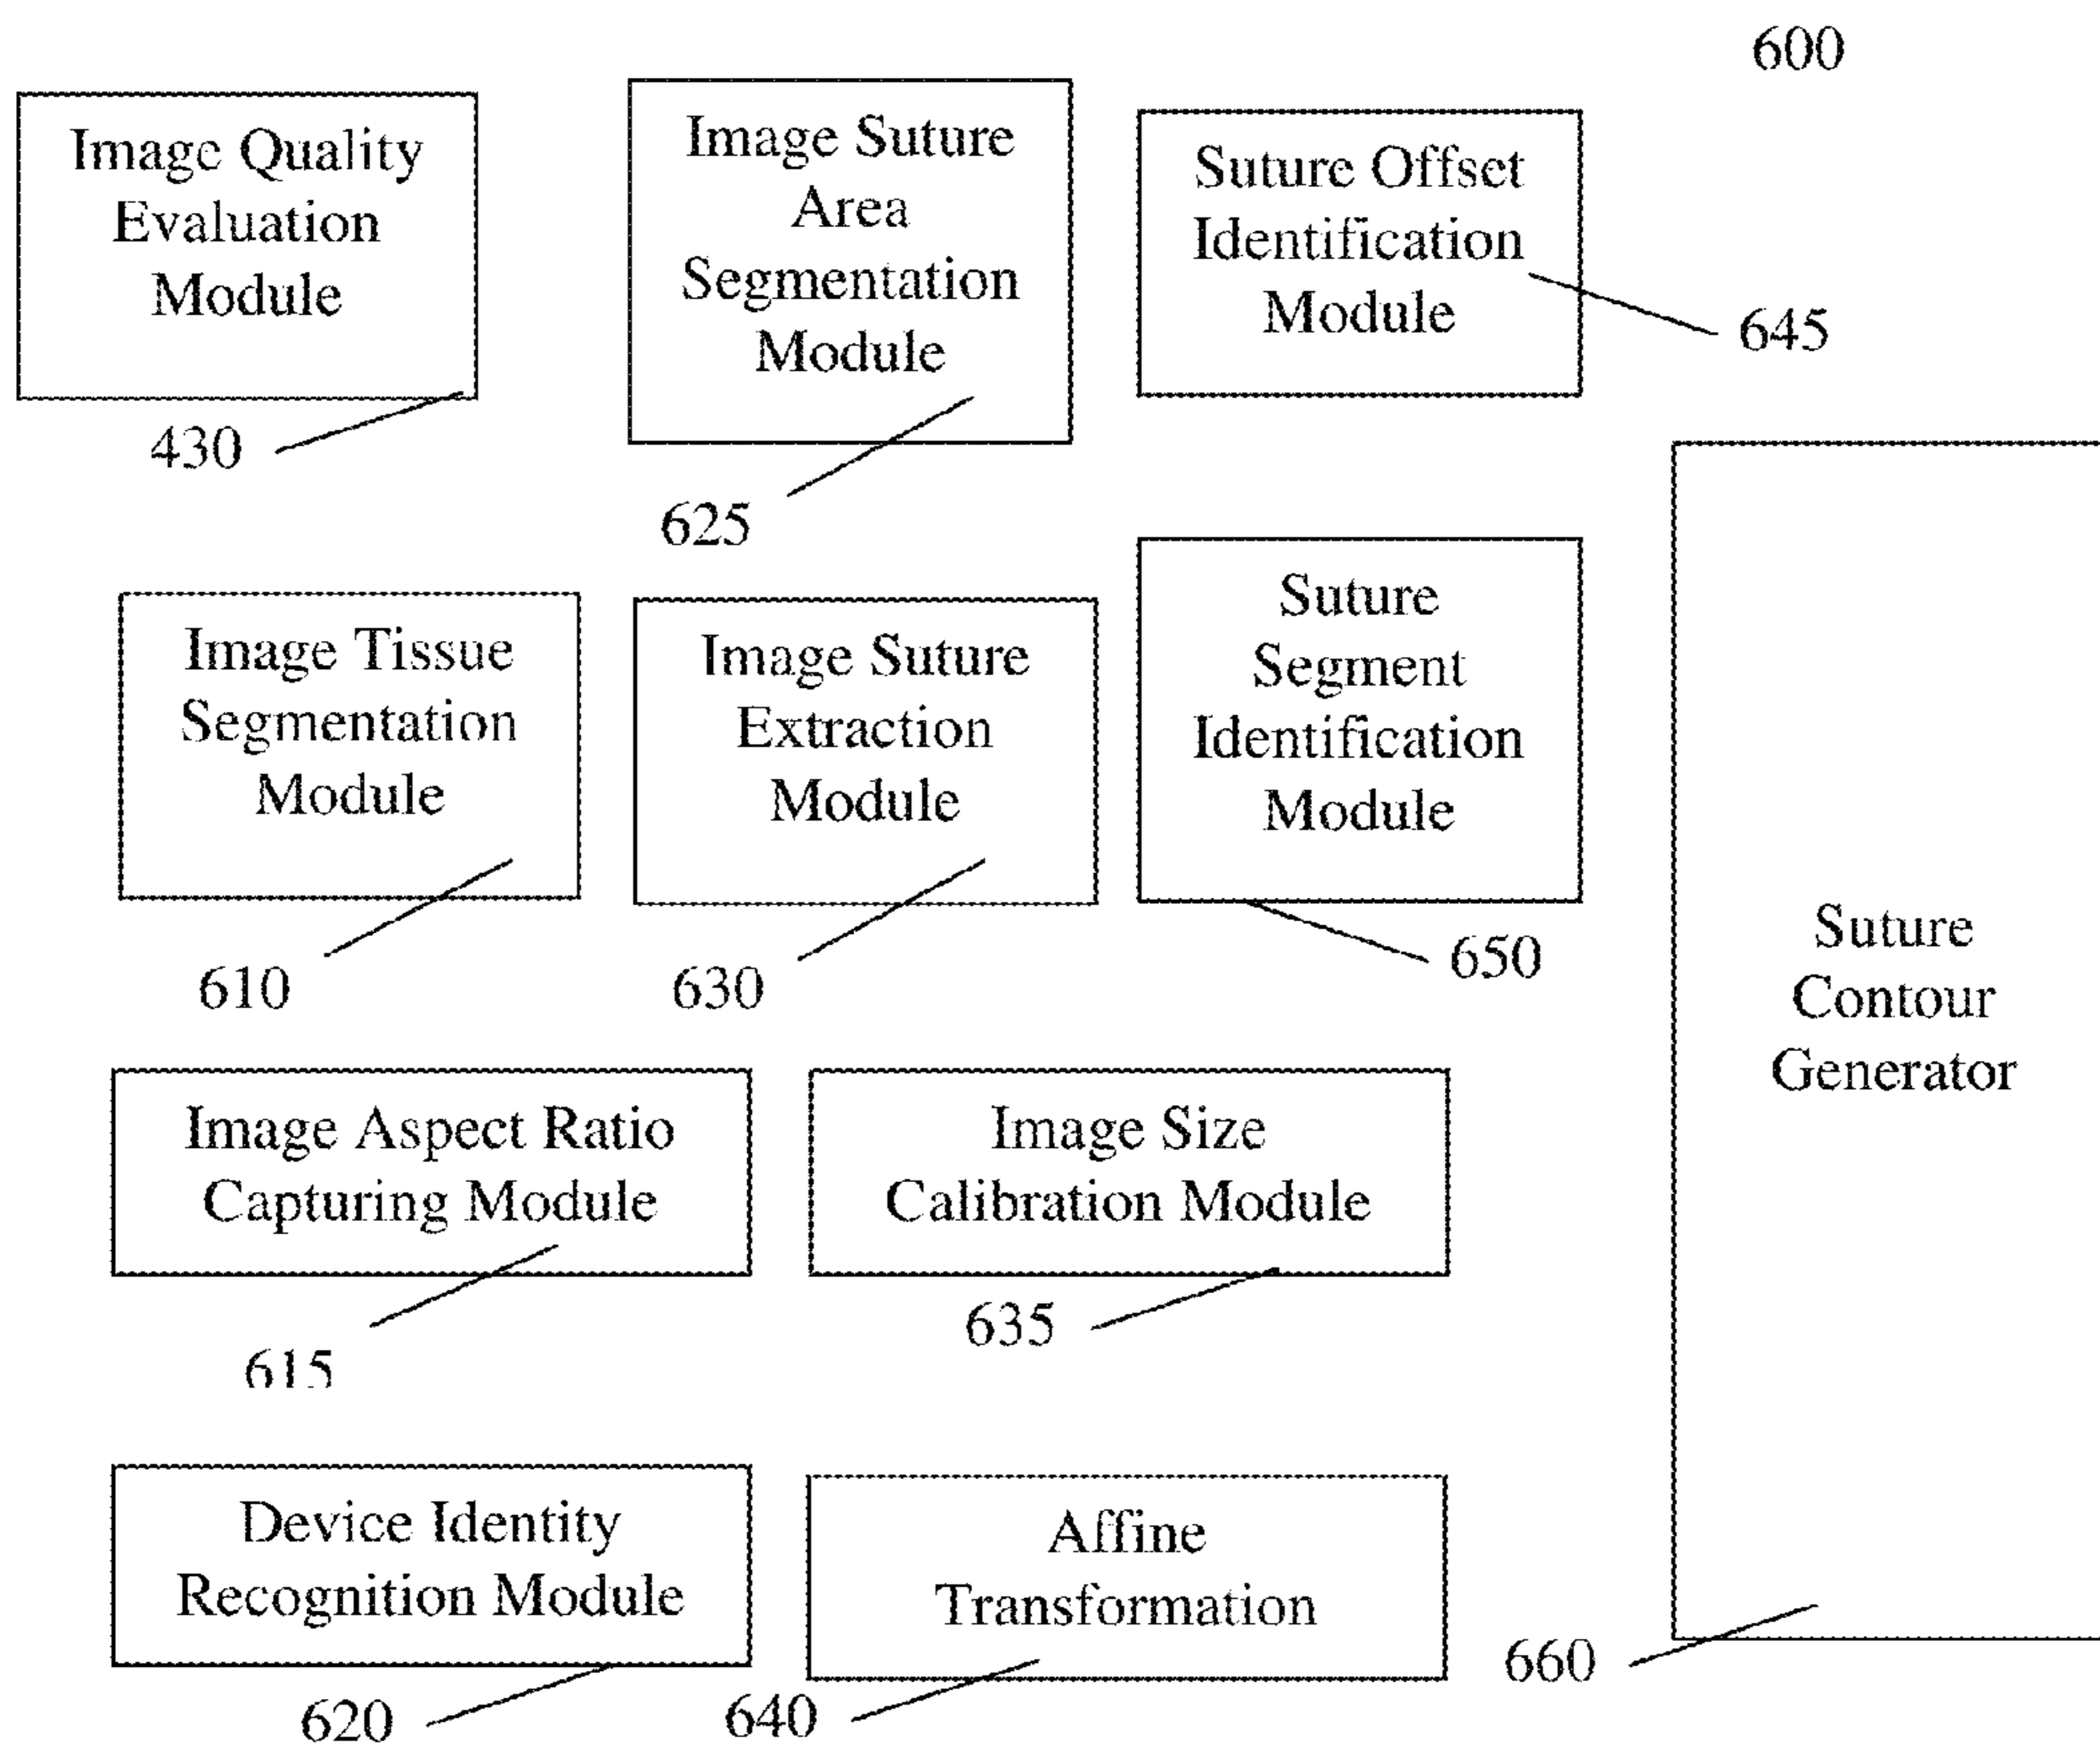 600
Image Quality
Evaluation
Module
430
Image Suture
Area
Segmentation
Module
625
Suture Offset
Identification
Module
645
Image Tissue
Segmentation
Module
610
Image Suture
Extraction
Module
630
Suture
Segment
Identification
Module
650
Suture
Contour
Generator
660
Image Aspect Ratio
Capturing Module
615
Image Size
Calibration Module
635
Device Identity
Recognition Module
620
Affine
Transformation
640